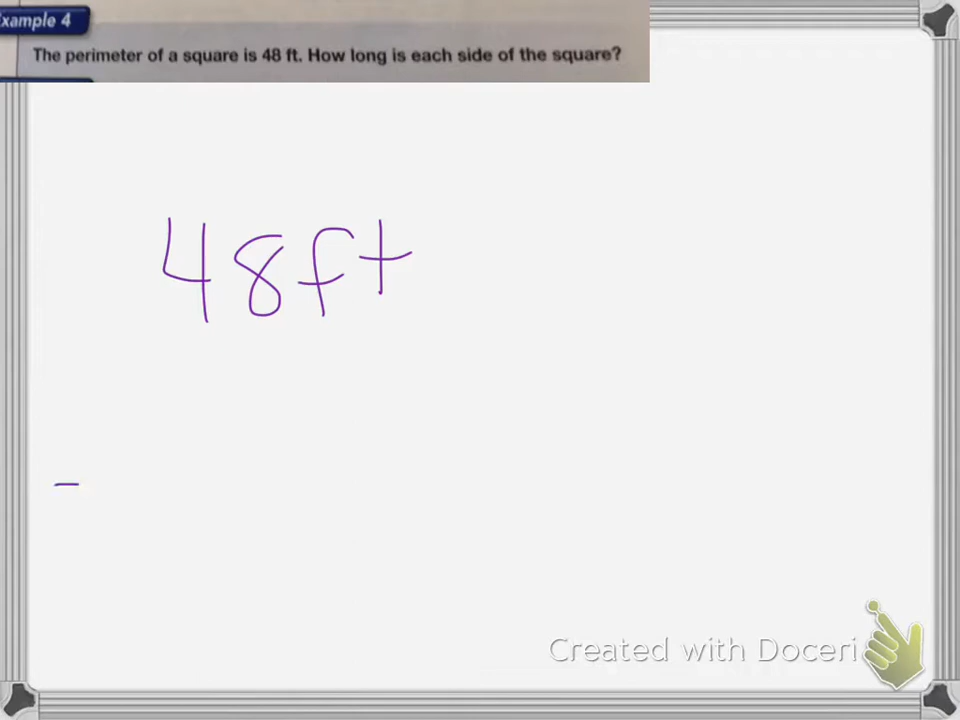 xample 4
The perimeter of a square is 48 ft. How long is each side of the square?
48ft
Created with Doceri